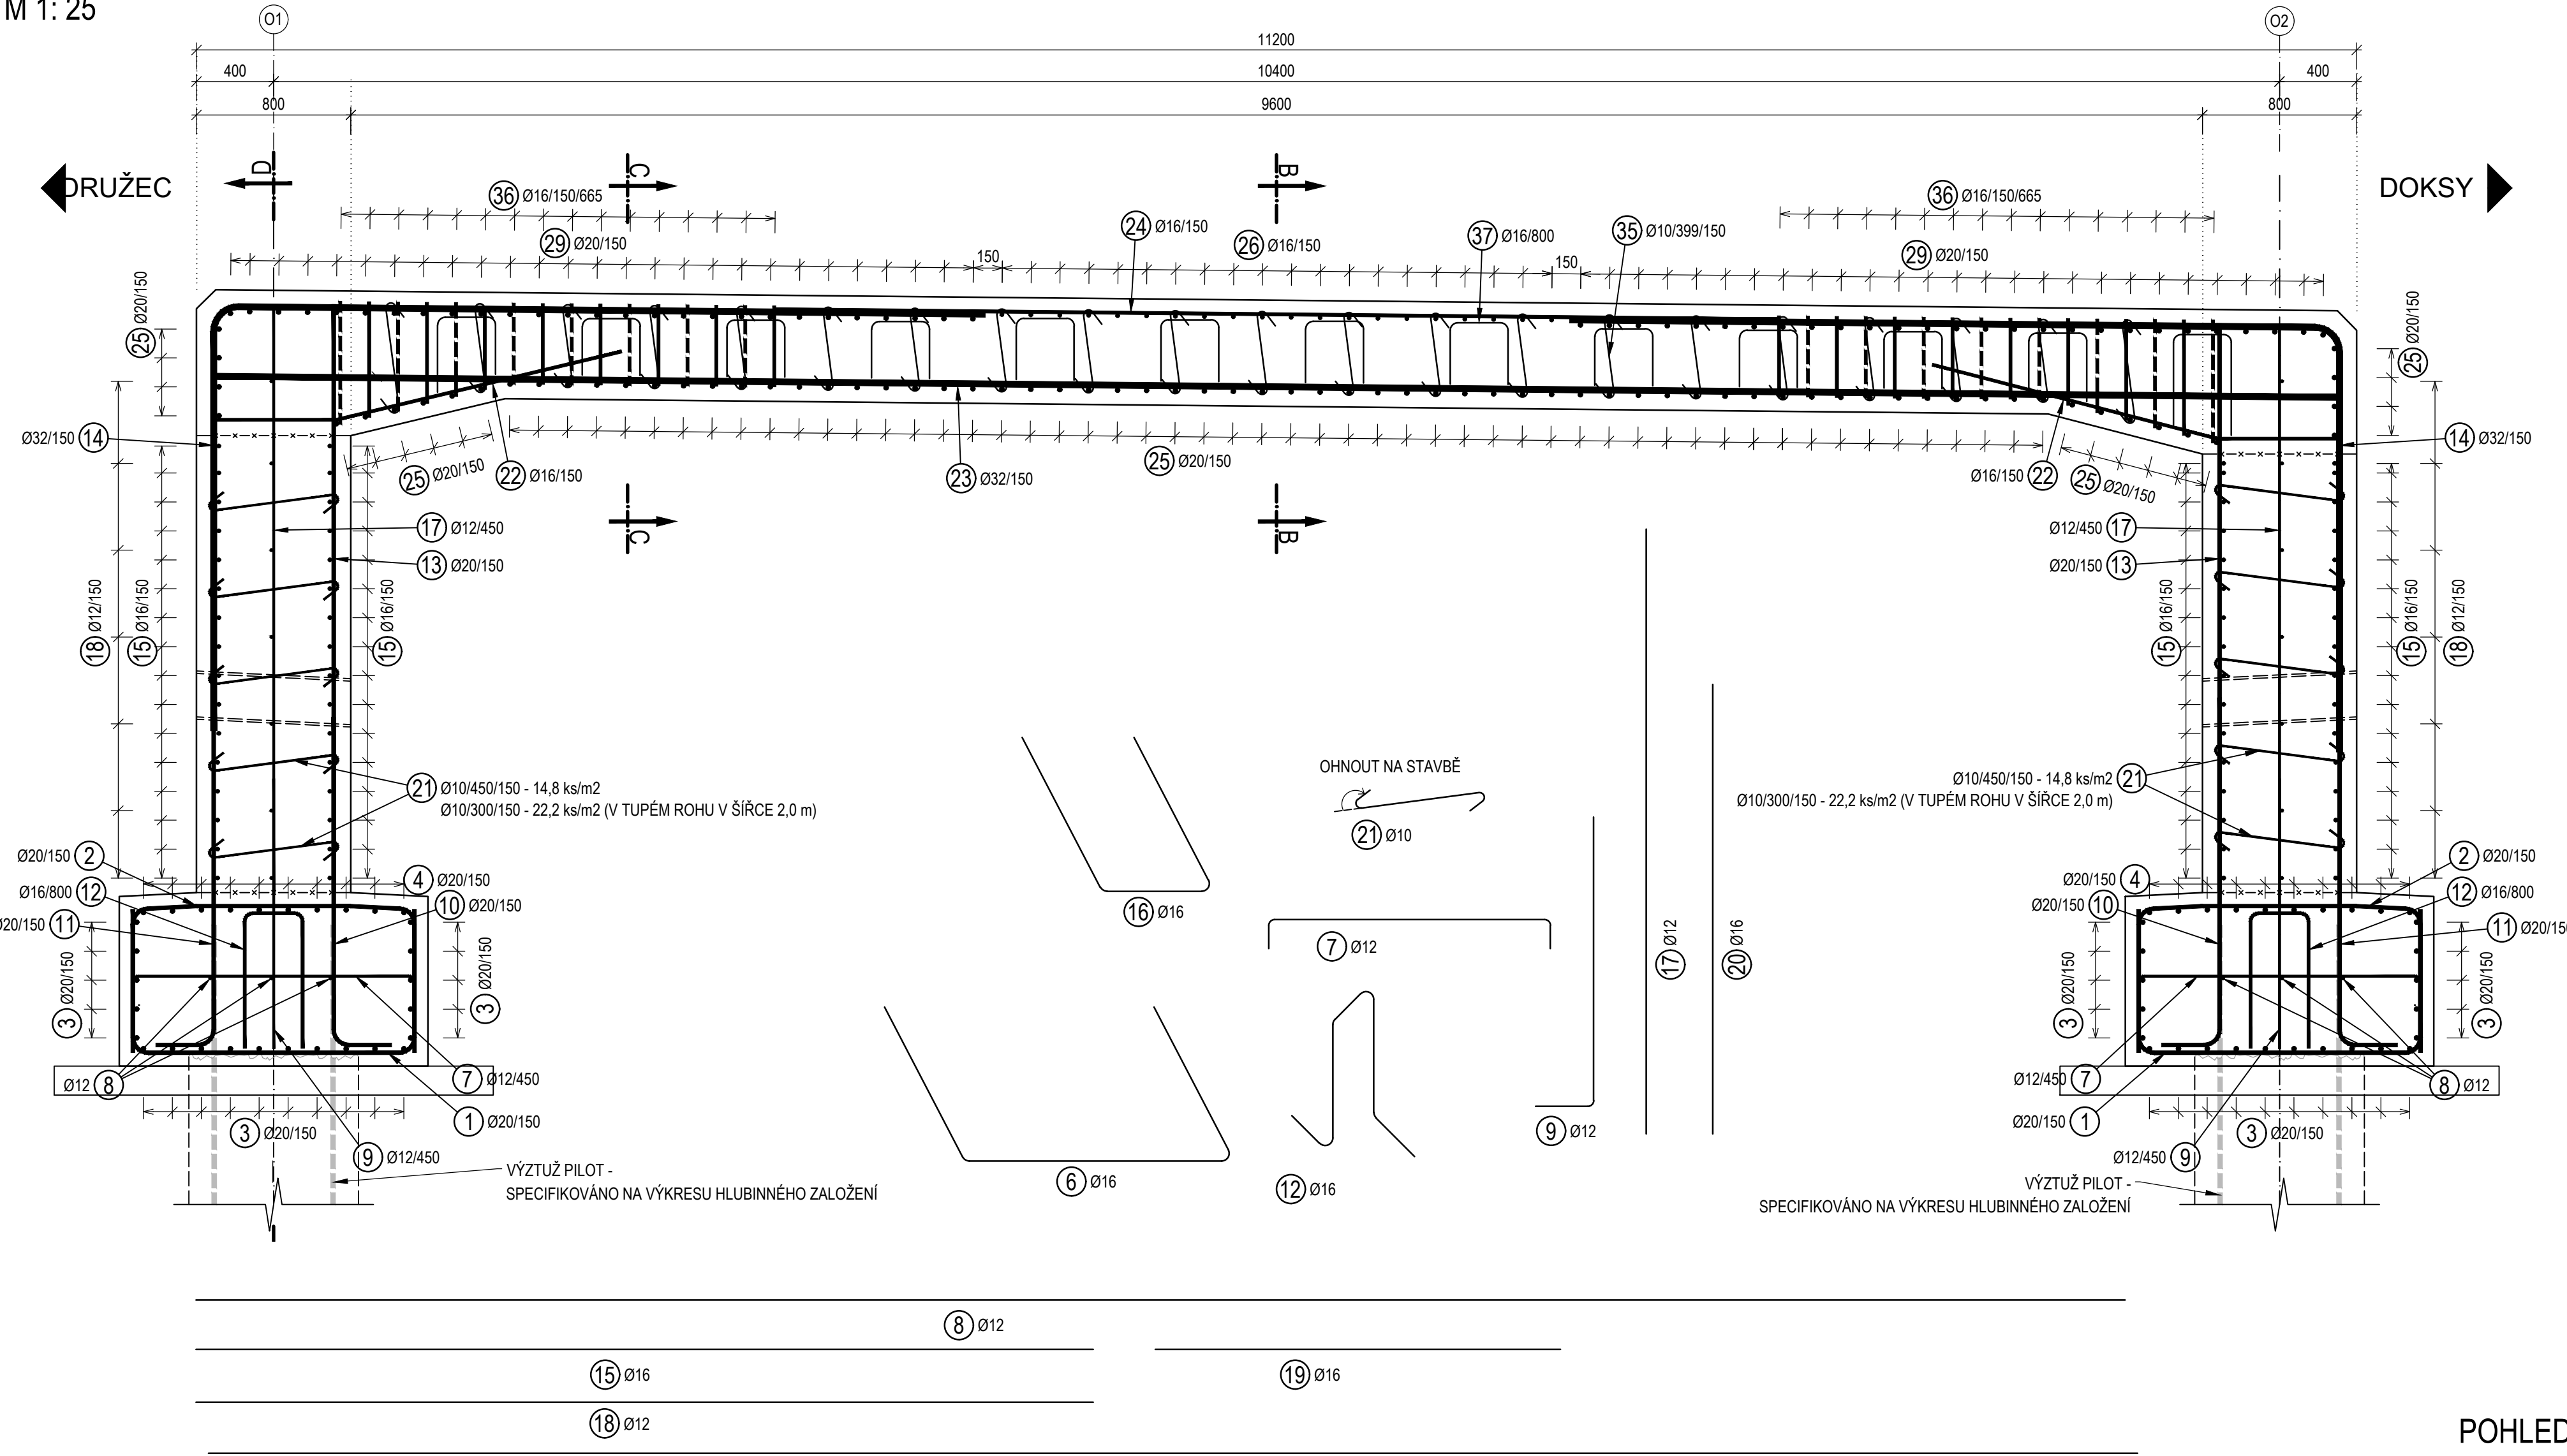 M 1: 25
O1
O2
11200
400
10400
400
800
9600
800
DRUŽEC
D
C
B
DOKSY
36 Ø16/150/665
36 Ø16/150/665
29 Ø20/150
150
24 Ø16/150
26 Ø16/150
37 Ø16/800
35 Ø10/399/150
150
29 Ø20/150
25 Ø20/150
25 Ø20/150
Ø32/150 14
14 Ø32/150
25 Ø20/150
22 Ø16/150
23 Ø32/150
25 Ø20/150
Ø16/150 22
25 Ø20/150
C
B
17 Ø12/450
Ø12/450 17
13 Ø20/150
Ø20/150 13
18 Ø12/150
15 Ø16/150
15 Ø16/150
15 Ø16/150
15 Ø16/150
18 Ø12/150
21 Ø10/450/150 - 14,8 ks/m2
Ø10/300/150 - 22,2 ks/m2 (V TUPÉM ROHU V ŠÍŘCE 2,0 m)
OHNOUT NA STAVBĚ
21 Ø10
Ø10/450/150 - 14,8 ks/m2 21
Ø10/300/150 - 22,2 ks/m2 (V TUPÉM ROHU V ŠÍŘCE 2,0 m)
Ø20/150 2
4 Ø20/150
Ø16/800 12
10 Ø20/150
Ø20/150 11
3 Ø20/150
3 Ø20/150
16 Ø16
7 Ø12
17 Ø12
20 Ø16
2 Ø20/150
Ø20/150 4
12 Ø16/800
Ø20/150 10
11 Ø20/150
3 Ø20/150
3 Ø20/150
Ø12 8
7 Ø12/450
1 Ø20/150
3 Ø20/150
9 Ø12/450
VÝZTUŽ PILOT -
SPECIFIKOVÁNO NA VÝKRESU HLUBINNÉHO ZALOŽENÍ
6 Ø16
12 Ø16
9 Ø12
Ø12/450 7
8 Ø12
Ø20/150 1
3 Ø20/150
Ø12/450 9
VÝZTUŽ PILOT -
SPECIFIKOVÁNO NA VÝKRESU HLUBINNÉHO ZALOŽENÍ
8 Ø12
15 Ø16
19 Ø16
18 Ø12
POHLED